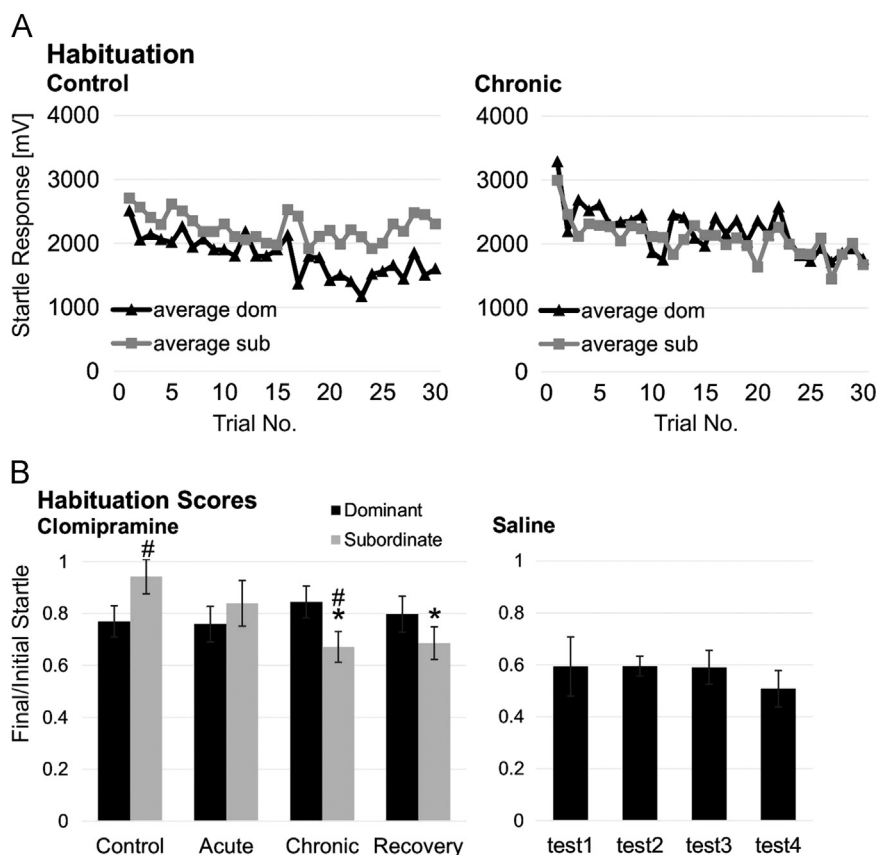 A
Habituation
Control
Chronic
Startle Response [mV]
4000
3000
2000
1000
0
average dom
average sub
0 5 10 15 20 25 30
Trial No.
4000
3000
2000
1000
0
average dom
average sub
0 5 10 15 20 25 30
Trial No.
B
Habituation Scores
Clomipramine
Dominant
Subordinate
Saline
Final/Initial Startle
1
0.8
0.6
0.4
0.2
0
#
#
*
*
Control Acute Chronic Recovery
1
0.8
0.6
0.4
0.2
0
test1 test2 test3 test4